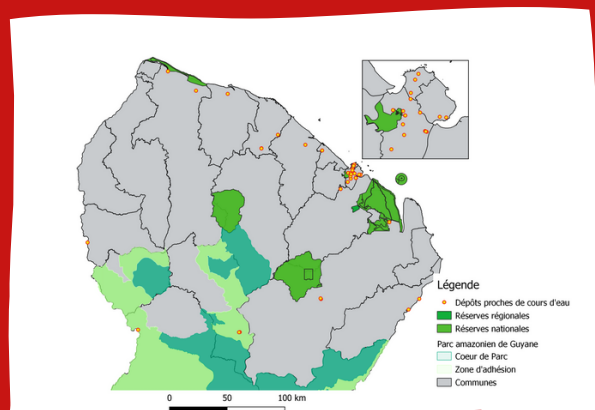 Légende
Dépôts proches de cours d'eau
Réserves régionales
Réserves nationales
Parc amazonien de Guyane
Coeur de Parc
Zone d'adhésion
Communes
0 50 100 km